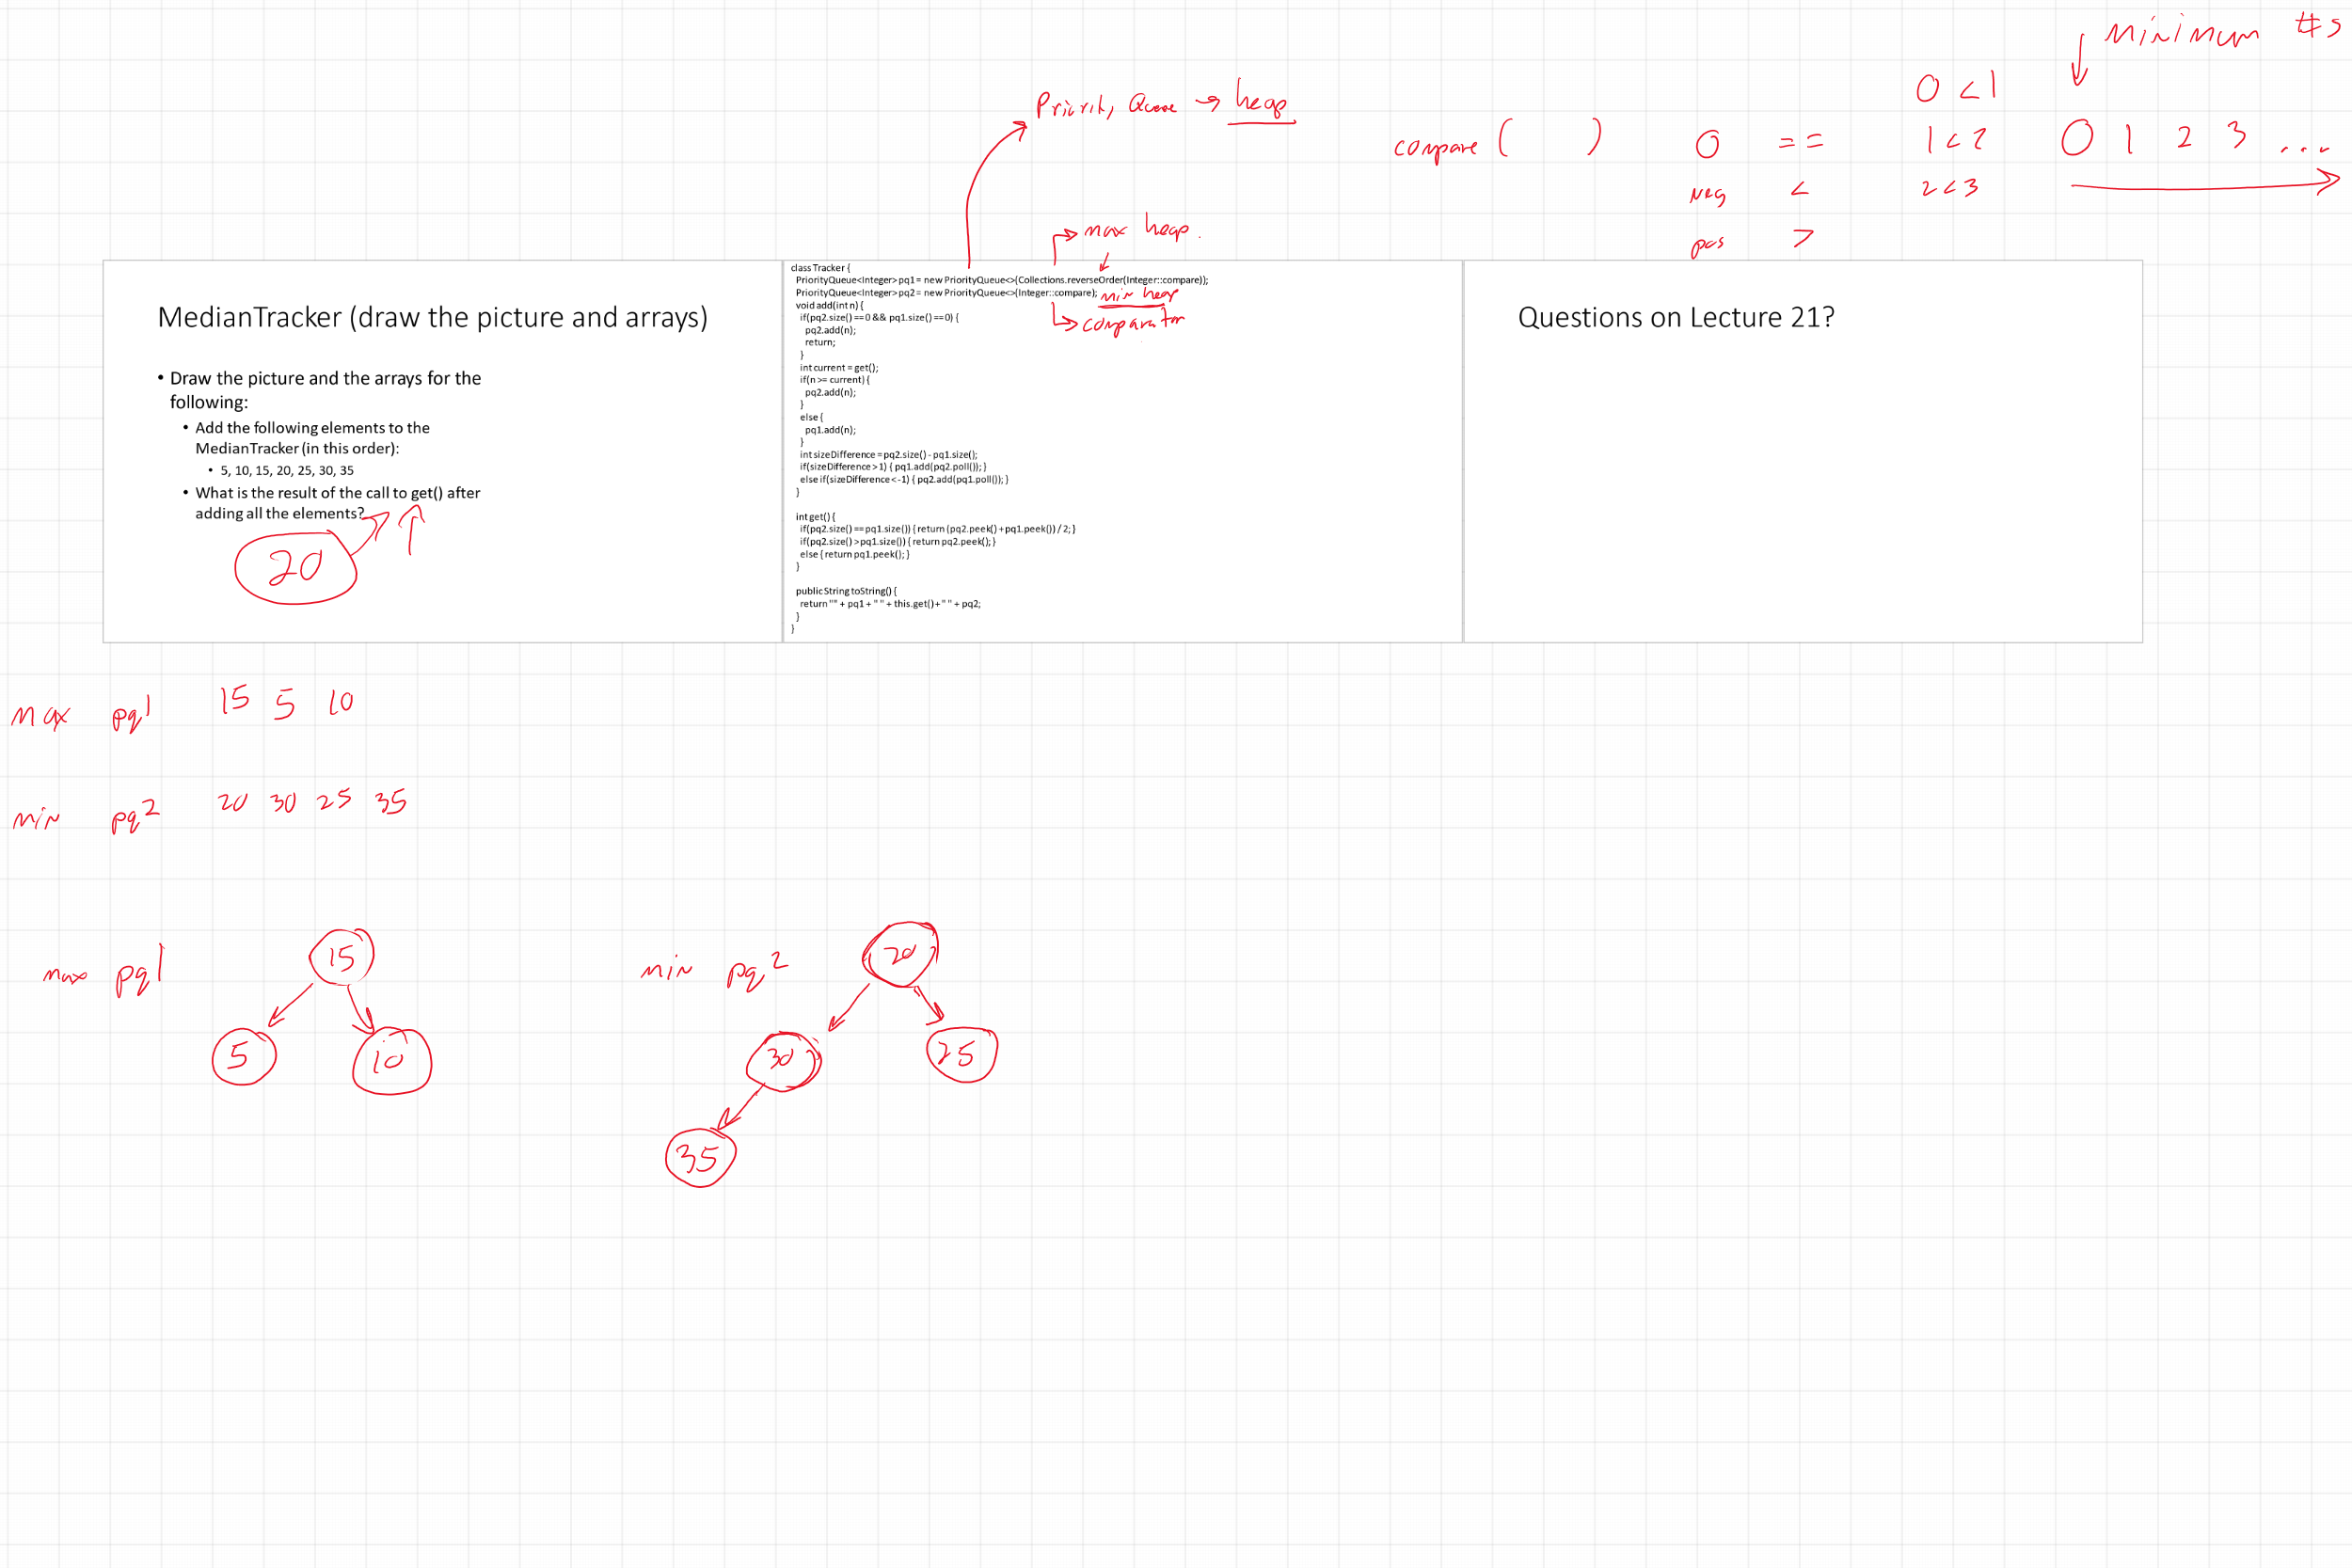 minimum #s
0 < 1
Priority Queue → heap
compare ( ) 0 == 1 < 2 0 1 2 3 ...
neg < 2 < 3
pos >
max heap.
MedianTracker (draw the picture and arrays)
• Draw the picture and the arrays for the
following:
• Add the following elements to the
MedianTracker (in this order):
• 5, 10, 15, 20, 25, 30, 35
• What is the result of the call to get() after
adding all the elements?
20
class Tracker {
PriorityQueue<Integer> pq1 = new PriorityQueue<>(Collections.reverseOrder(Integer::compare));
PriorityQueue<Integer> pq2 = new PriorityQueue<>(Integer::compare); min heap
comparator
void add(int n) {
if(pq2.size() == 0 && pq1.size() == 0) {
pq2.add(n);
return;
}
int current = get();
if(n >= current) {
pq2.add(n);
}
else {
pq1.add(n);
}
int sizeDifference = pq2.size() - pq1.size();
if(sizeDifference > 1) { pq1.add(pq2.poll()); }
else if(sizeDifference < -1) { pq2.add(pq1.poll()); }
}
int get() {
if(pq2.size() == pq1.size()) { return (pq2.peek() + pq1.peek()) / 2; }
if(pq2.size() > pq1.size()) { return pq2.peek(); }
else { return pq1.peek(); }
}
public String toString() {
return "" + pq1 + " " + this.get() + " " + pq2;
}
}
Questions on Lecture 21?
max pq1 15 5 10
min pq2 20 30 25 35
max pq1 15
5 10
min pq2 20
30 25
35